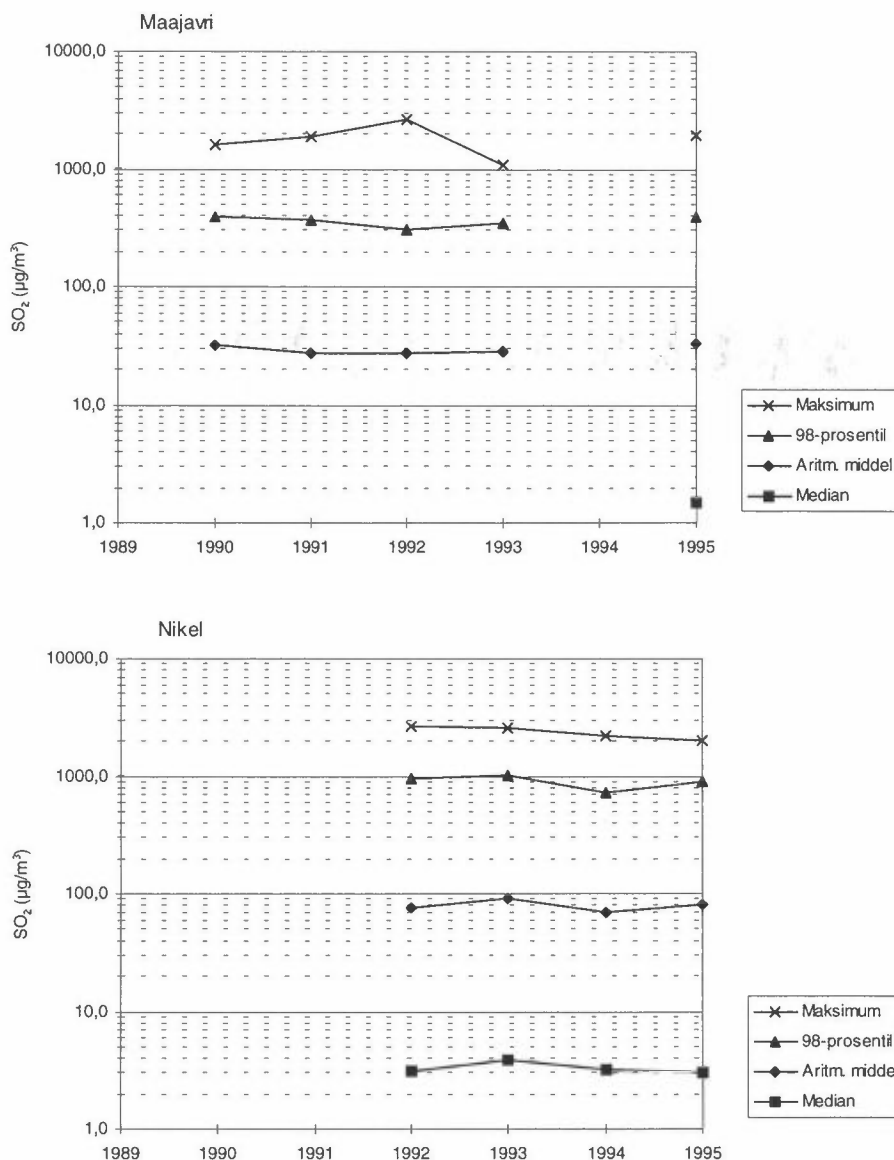 Maajavri
10000,0
1000,0
100,0
10,0
1,0
SO₂ (µg/m³)
1989 1990 1991 1992 1993 1994 1995
Maksimum
98-prosentil
Aritm. middel
Median
Nikel
10000,0
1000,0
100,0
10,0
1,0
SO₂ (µg/m³)
1989 1990 1991 1992 1993 1994 1995
Maksimum
98-prosentil
Aritm. middel
Median